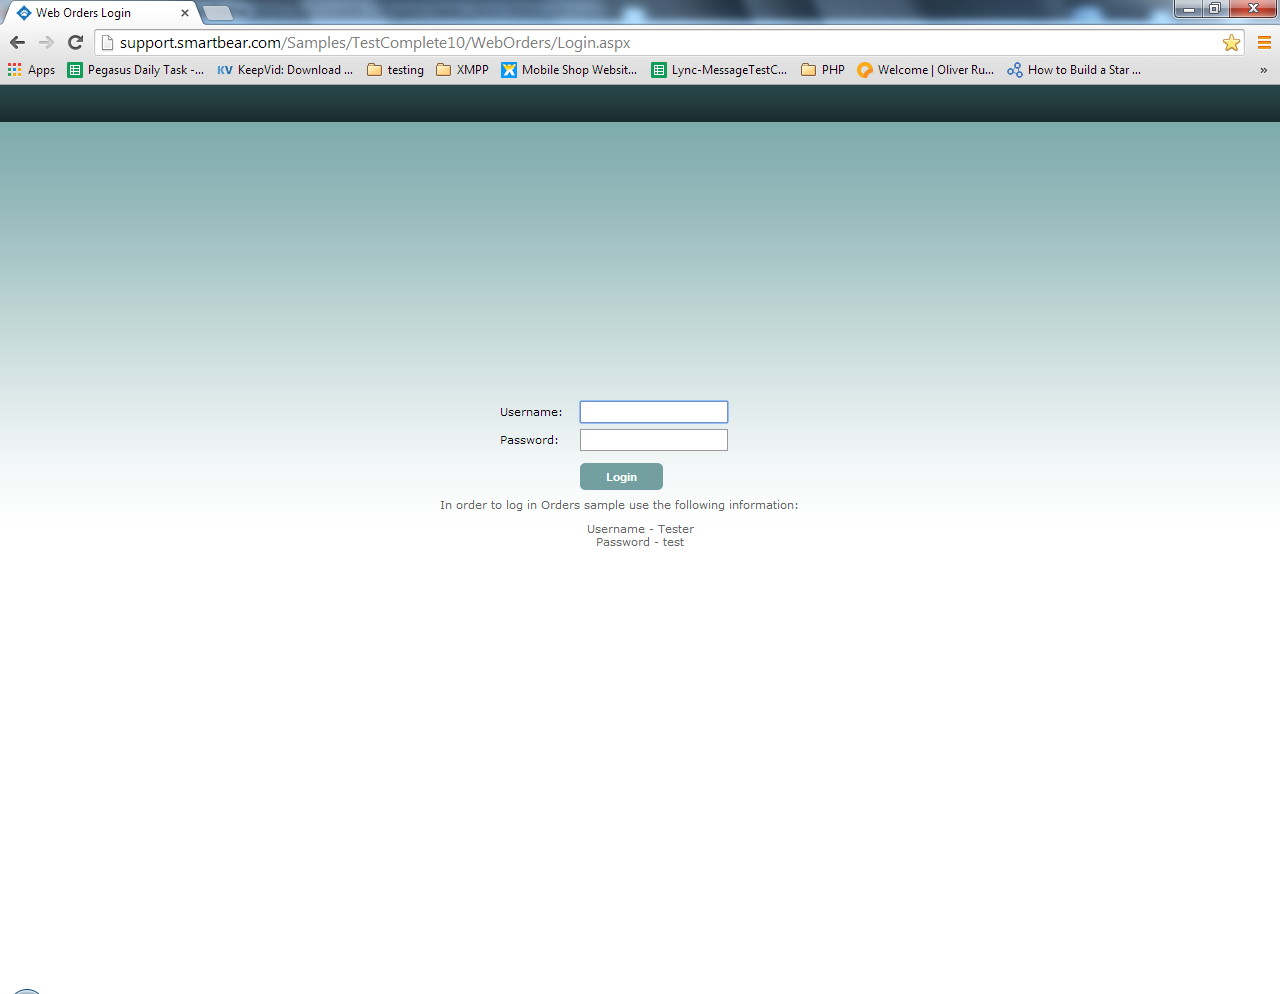 Web Orders Login
support.smartbear.com/Samples/TestComplete10/WebOrders/Login.aspx
Apps Pegasus Daily Task -... KV KeepVid: Download ... testing XMPP Mobile Shop Websit... Lync-MessageTestC... PHP Welcome | Oliver Ru... How to Build a Star ... »
Username:
Password:
Login
In order to log in Orders sample use the following information:
Username - Tester
Password - test